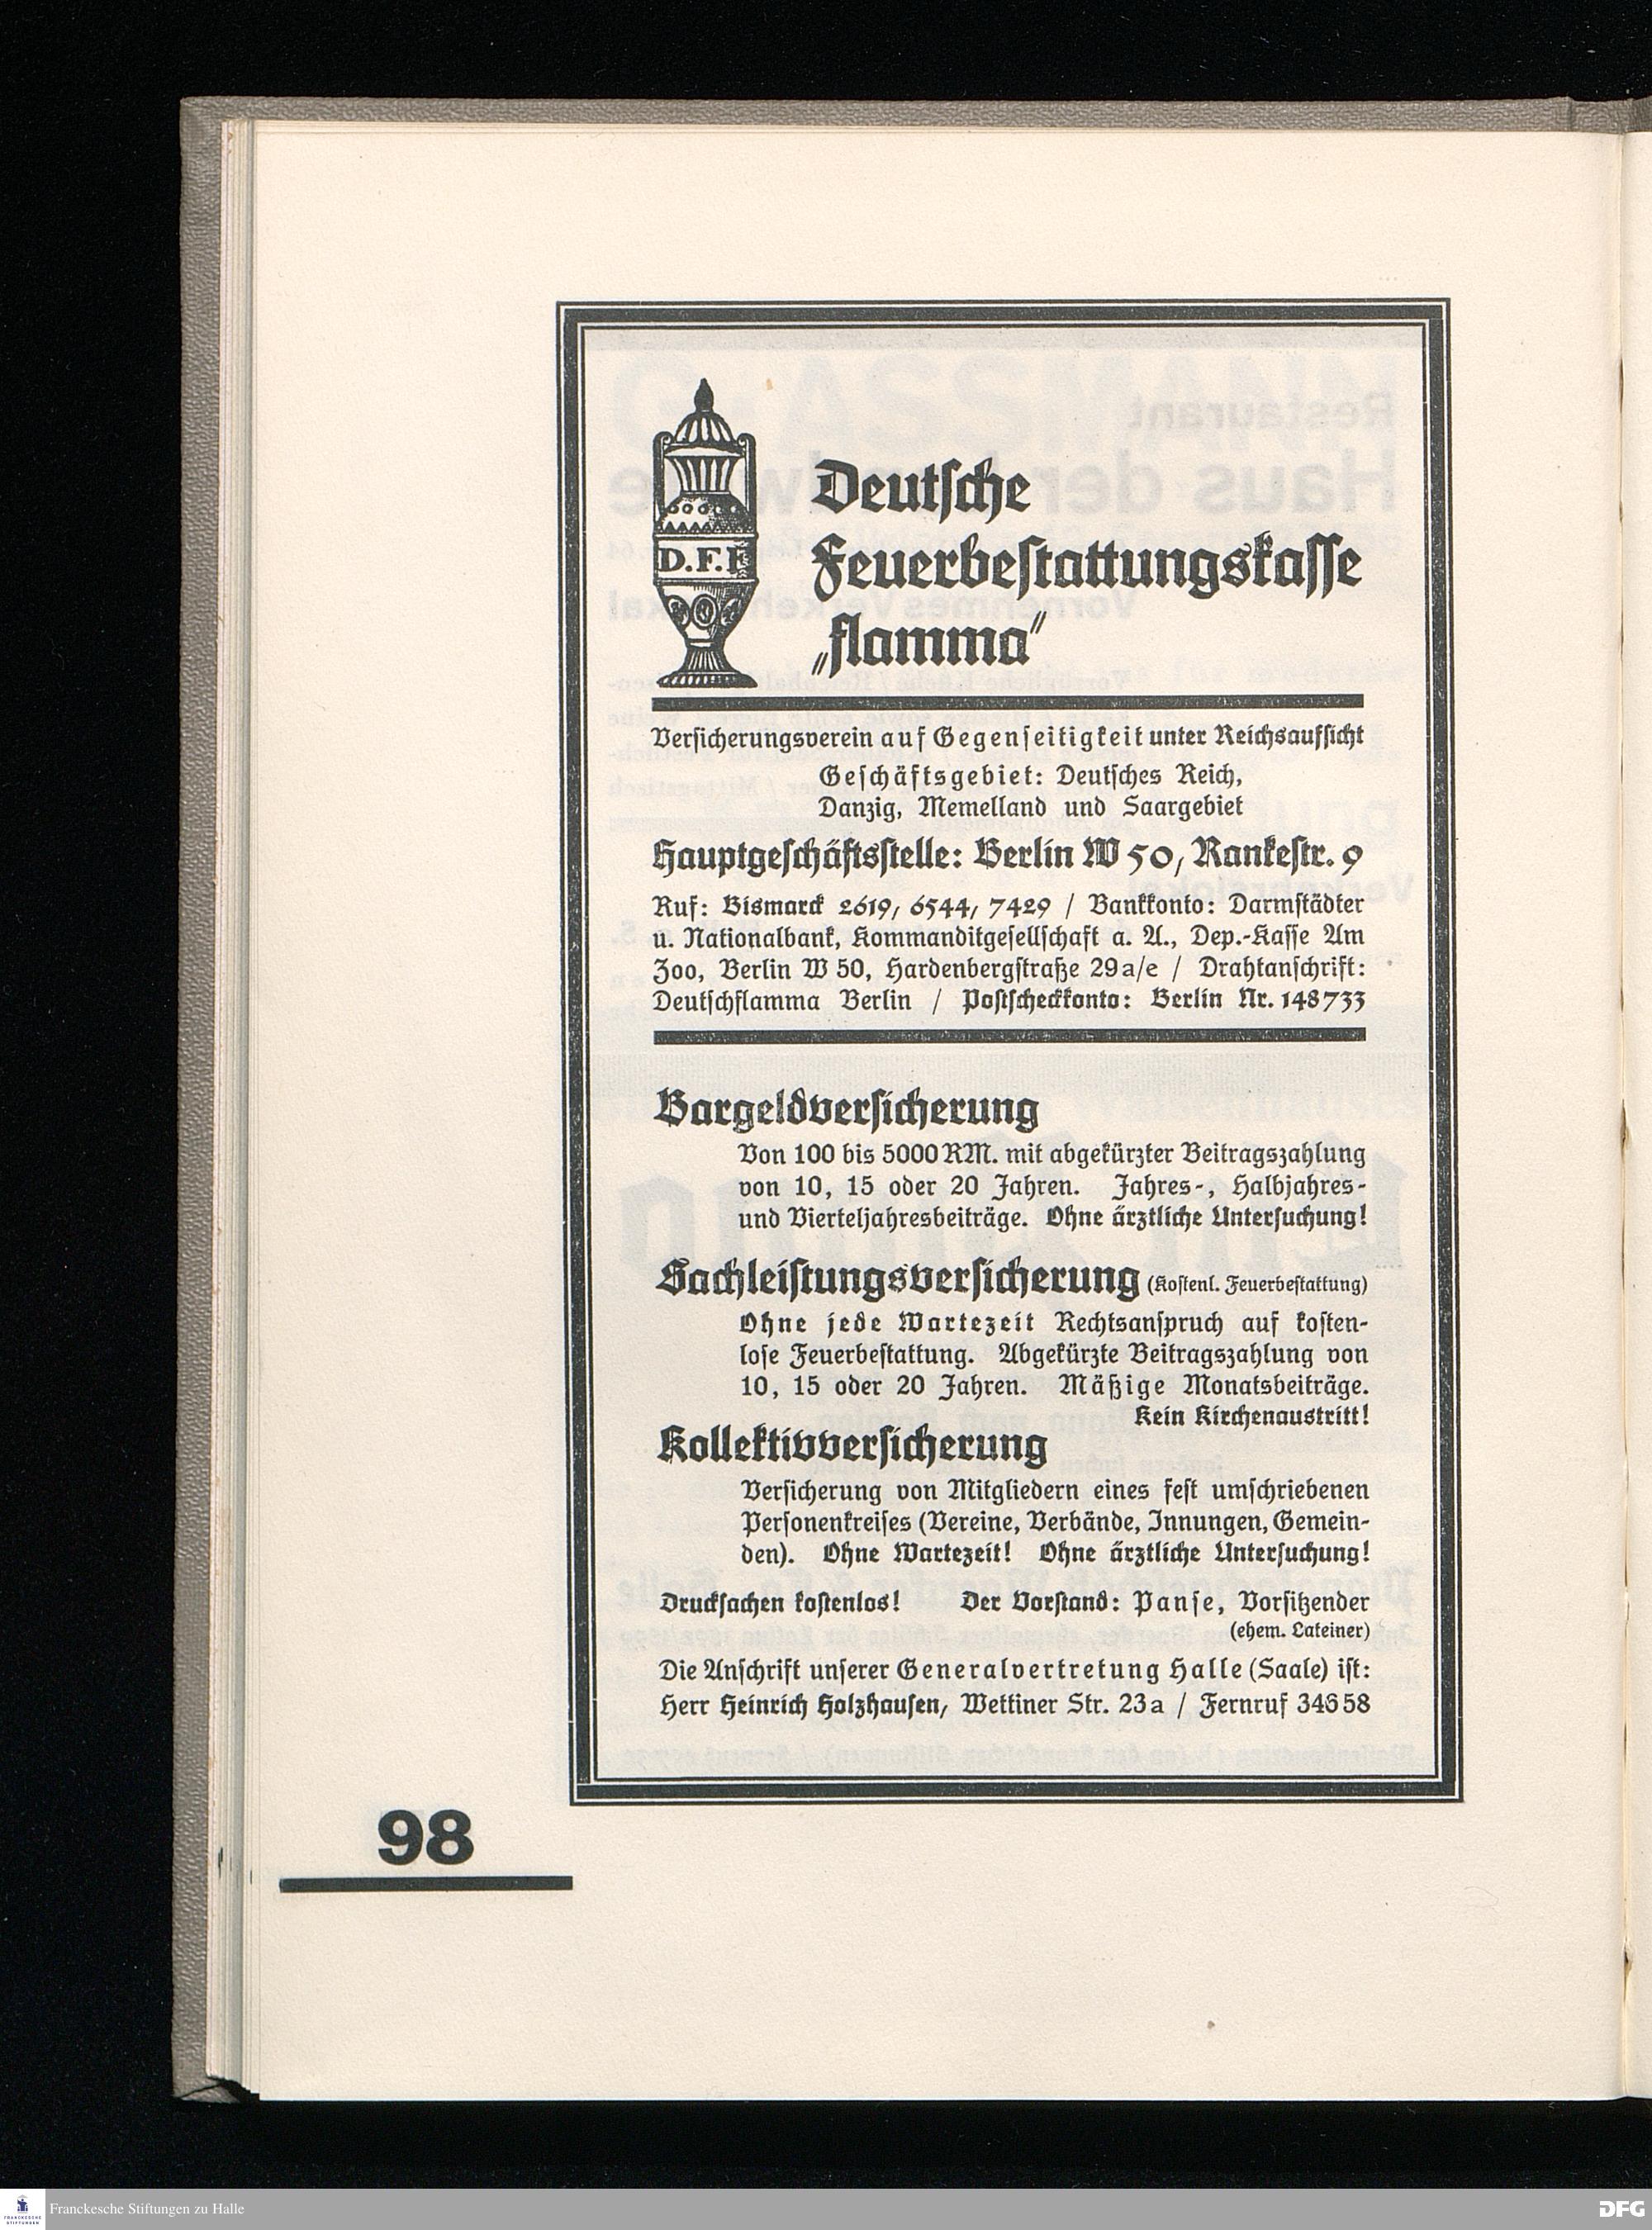 D.F.F
Deutsche
Feuerbestattungskasse
„flamma“
Versicherungsverein auf Gegenseitigkeit unter Reichsaufsicht
Geschäftsgebiet: Deutsches Reich,
Danzig, Memelland und Saargebiet
Hauptgeschäftsstelle: Berlin W 50, Rankestr. 9
Ruf: Bismarck 2619, 6544, 7429 / Bankkonto: Darmstädter
u. Nationalbank, Kommanditgesellschaft a. A., Dep.-Kasse Am
Zoo, Berlin W 50, Hardenbergstraße 29a/e / Drahtanschrift:
Deutschflamma Berlin / Postscheckkonto: Berlin Nr. 148733
Bargeldversicherung
Von 100 bis 5000 RM. mit abgekürzter Beitragszahlung
von 10, 15 oder 20 Jahren. Jahres-, Halbjahres-
und Vierteljahresbeiträge. Ohne ärztliche Untersuchung!
Sachleistungsversicherung (Kostenl. Feuerbestattung)
Ohne jede Wartezeit Rechtsanspruch auf kosten-
lose Feuerbestattung. Abgekürzte Beitragszahlung von
10, 15 oder 20 Jahren. Mäßige Monatsbeiträge.
Kein Kirchenaustritt!
Kollektivversicherung
Versicherung von Mitgliedern eines fest umschriebenen
Personenkreises (Vereine, Verbände, Innungen, Gemein-
den). Ohne Wartezeit! Ohne ärztliche Untersuchung!
Drucksachen kostenlos! Der Vorstand: Panse, Vorsitzender
(ehem. Lateiner)
Die Anschrift unserer Generalvertretung Halle (Saale) ist:
Herr Heinrich Holzhausen, Wettiner Str. 23a / Fernruf 34658
98
Franckesche Stiftungen zu Halle
FRANCKESCHE
STIFTUNGEN
DFG